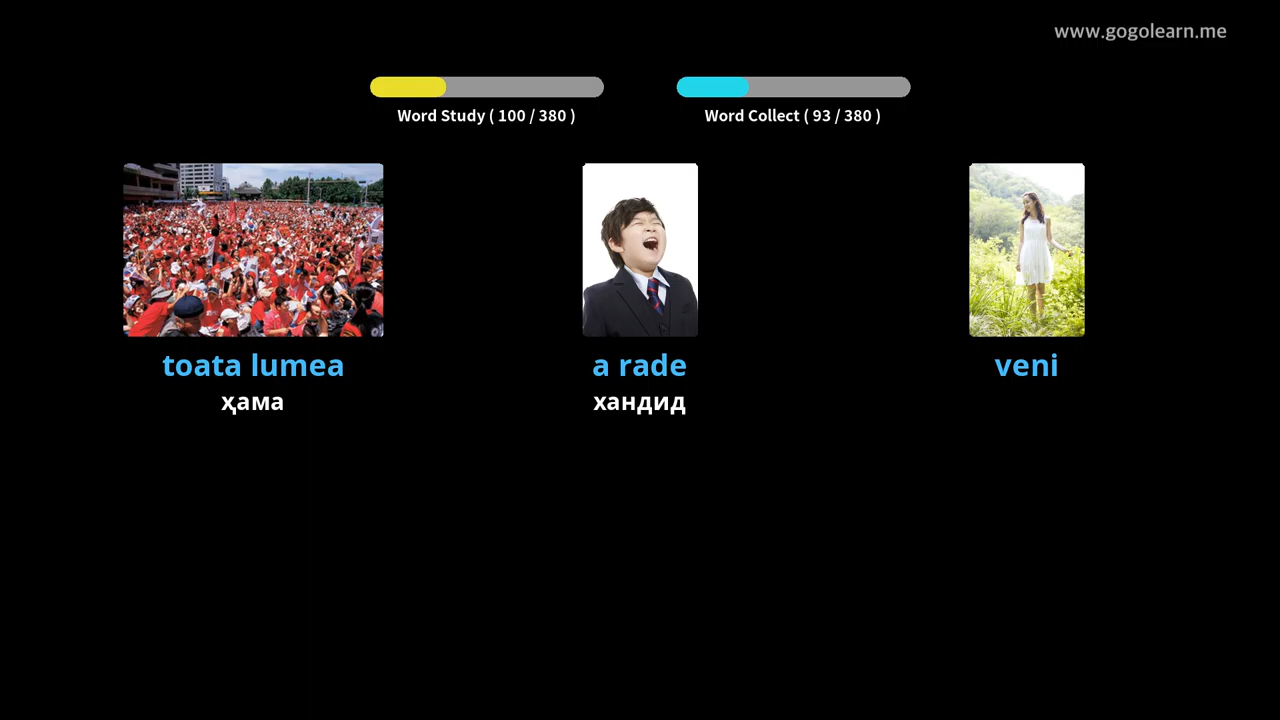 www.gogolearn.me
Word Study ( 100 / 380 )
Word Collect ( 93 / 380 )
toata lumea
ҳама
a rade
хандид
veni